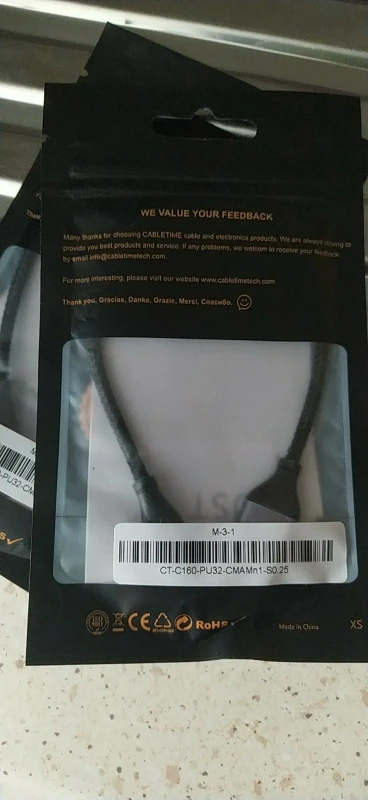 WE VALUE YOUR FEEDBACK
Many thanks for choosing CABLETIME cable and electronics products. We are always striving to
provide you best products and service. If any problems, we welcom to receive your feedback
by email info@cabletimetech.com.
For more interesting, please visit our website www.cabletimetech.com
Thank you, Gracias, Danke, Grazie, Merci, Спасибо.
M-3-1
CT-C160-PU32-CMAMn1-S0.25
CE
RoHS
Made in China
XS